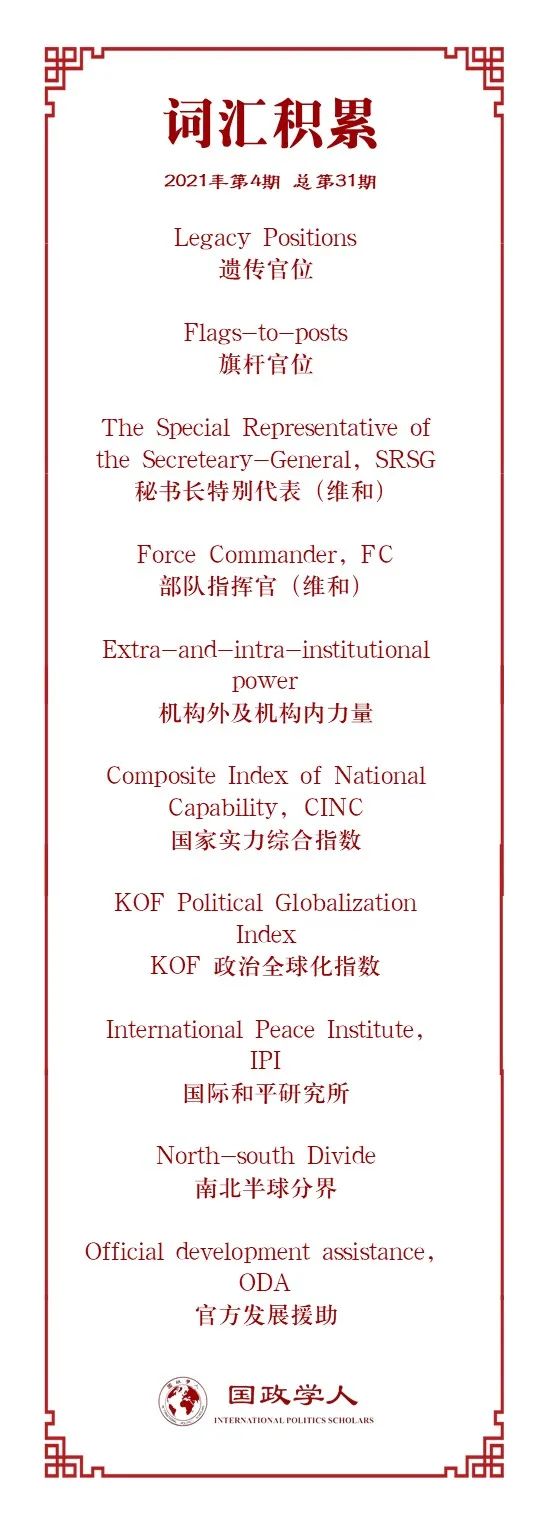 词汇积累
2021年第4期 总第31期
Legacy Positions
遗传官位
Flags-to-posts
旗杆官位
The Special Representative of
the Secreteary-General, SRSG
秘书长特别代表（维和）
Force Commander, FC
部队指挥官（维和）
Extra-and-intra-institutional
power
机构外及机构内力量
Composite Index of National
Capability, CINC
国家实力综合指数
KOF Political Globalization
Index
KOF 政治全球化指数
International Peace Institute,
IPI
国际和平研究所
North-south Divide
南北半球分界
Official development assistance,
ODA
官方发展援助
国政学人
INTERNATIONAL POLITICS SCHOLARS